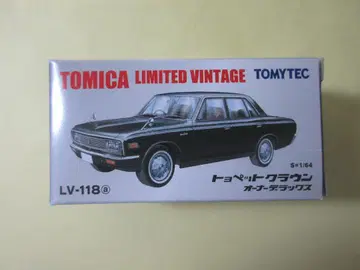 TOMICA LIMITED VINTAGE TOMYTEC
S=1/64
LV-118ⓐ トヨペット クラウン
オーナーデラックス